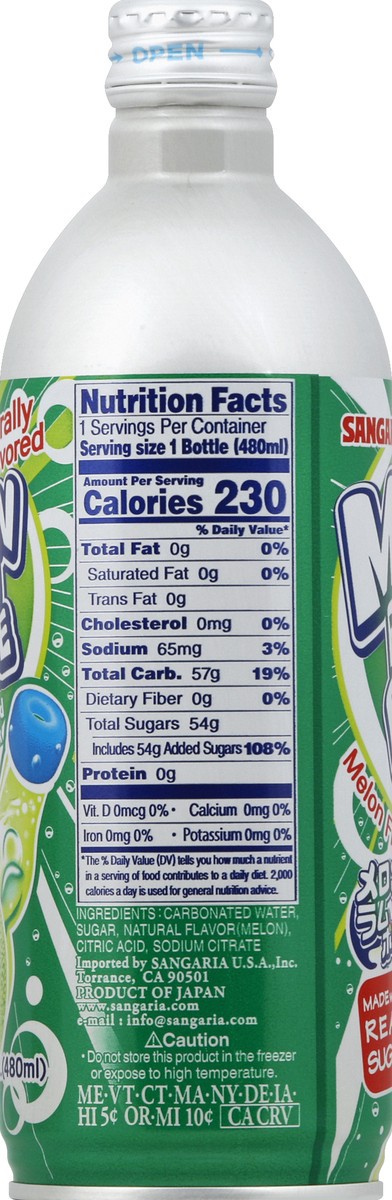 OPEN
Nutrition Facts
1 Servings Per Container
Serving size 1 Bottle (480ml)
Amount Per Serving
Calories 230
% Daily Value*
Total Fat 0g 0%
Saturated Fat 0g 0%
Trans Fat 0g
Cholesterol 0mg 0%
Sodium 65mg 3%
Total Carb. 57g 19%
Dietary Fiber 0g 0%
Total Sugars 54g
Includes 54g Added Sugars 108%
Protein 0g
Vit. D 0mcg 0% • Calcium 0mg 0%
Iron 0mg 0% • Potassium 0mg 0%
*The % Daily Value (DV) tells you how much a nutrient
in a serving of food contributes to a daily diet. 2,000
calories a day is used for general nutrition advice.
INGREDIENTS:CARBONATED WATER,
SUGAR, NATURAL FLAVOR(MELON),
CITRIC ACID, SODIUM CITRATE
Imported by SANGARIA U.S.A.,Inc.
Torrance, CA 90501
PRODUCT OF JAPAN
www.sangaria.com
e-mail : info@sangaria.com
⚠Caution
•Do not store this product in the freezer
or expose to high temperature.
ME·VT·CT·MA·NY·DE·IA·
HI 5¢ OR·MI 10¢ CA CRV
(480ml)
Melon
メロ
MADE